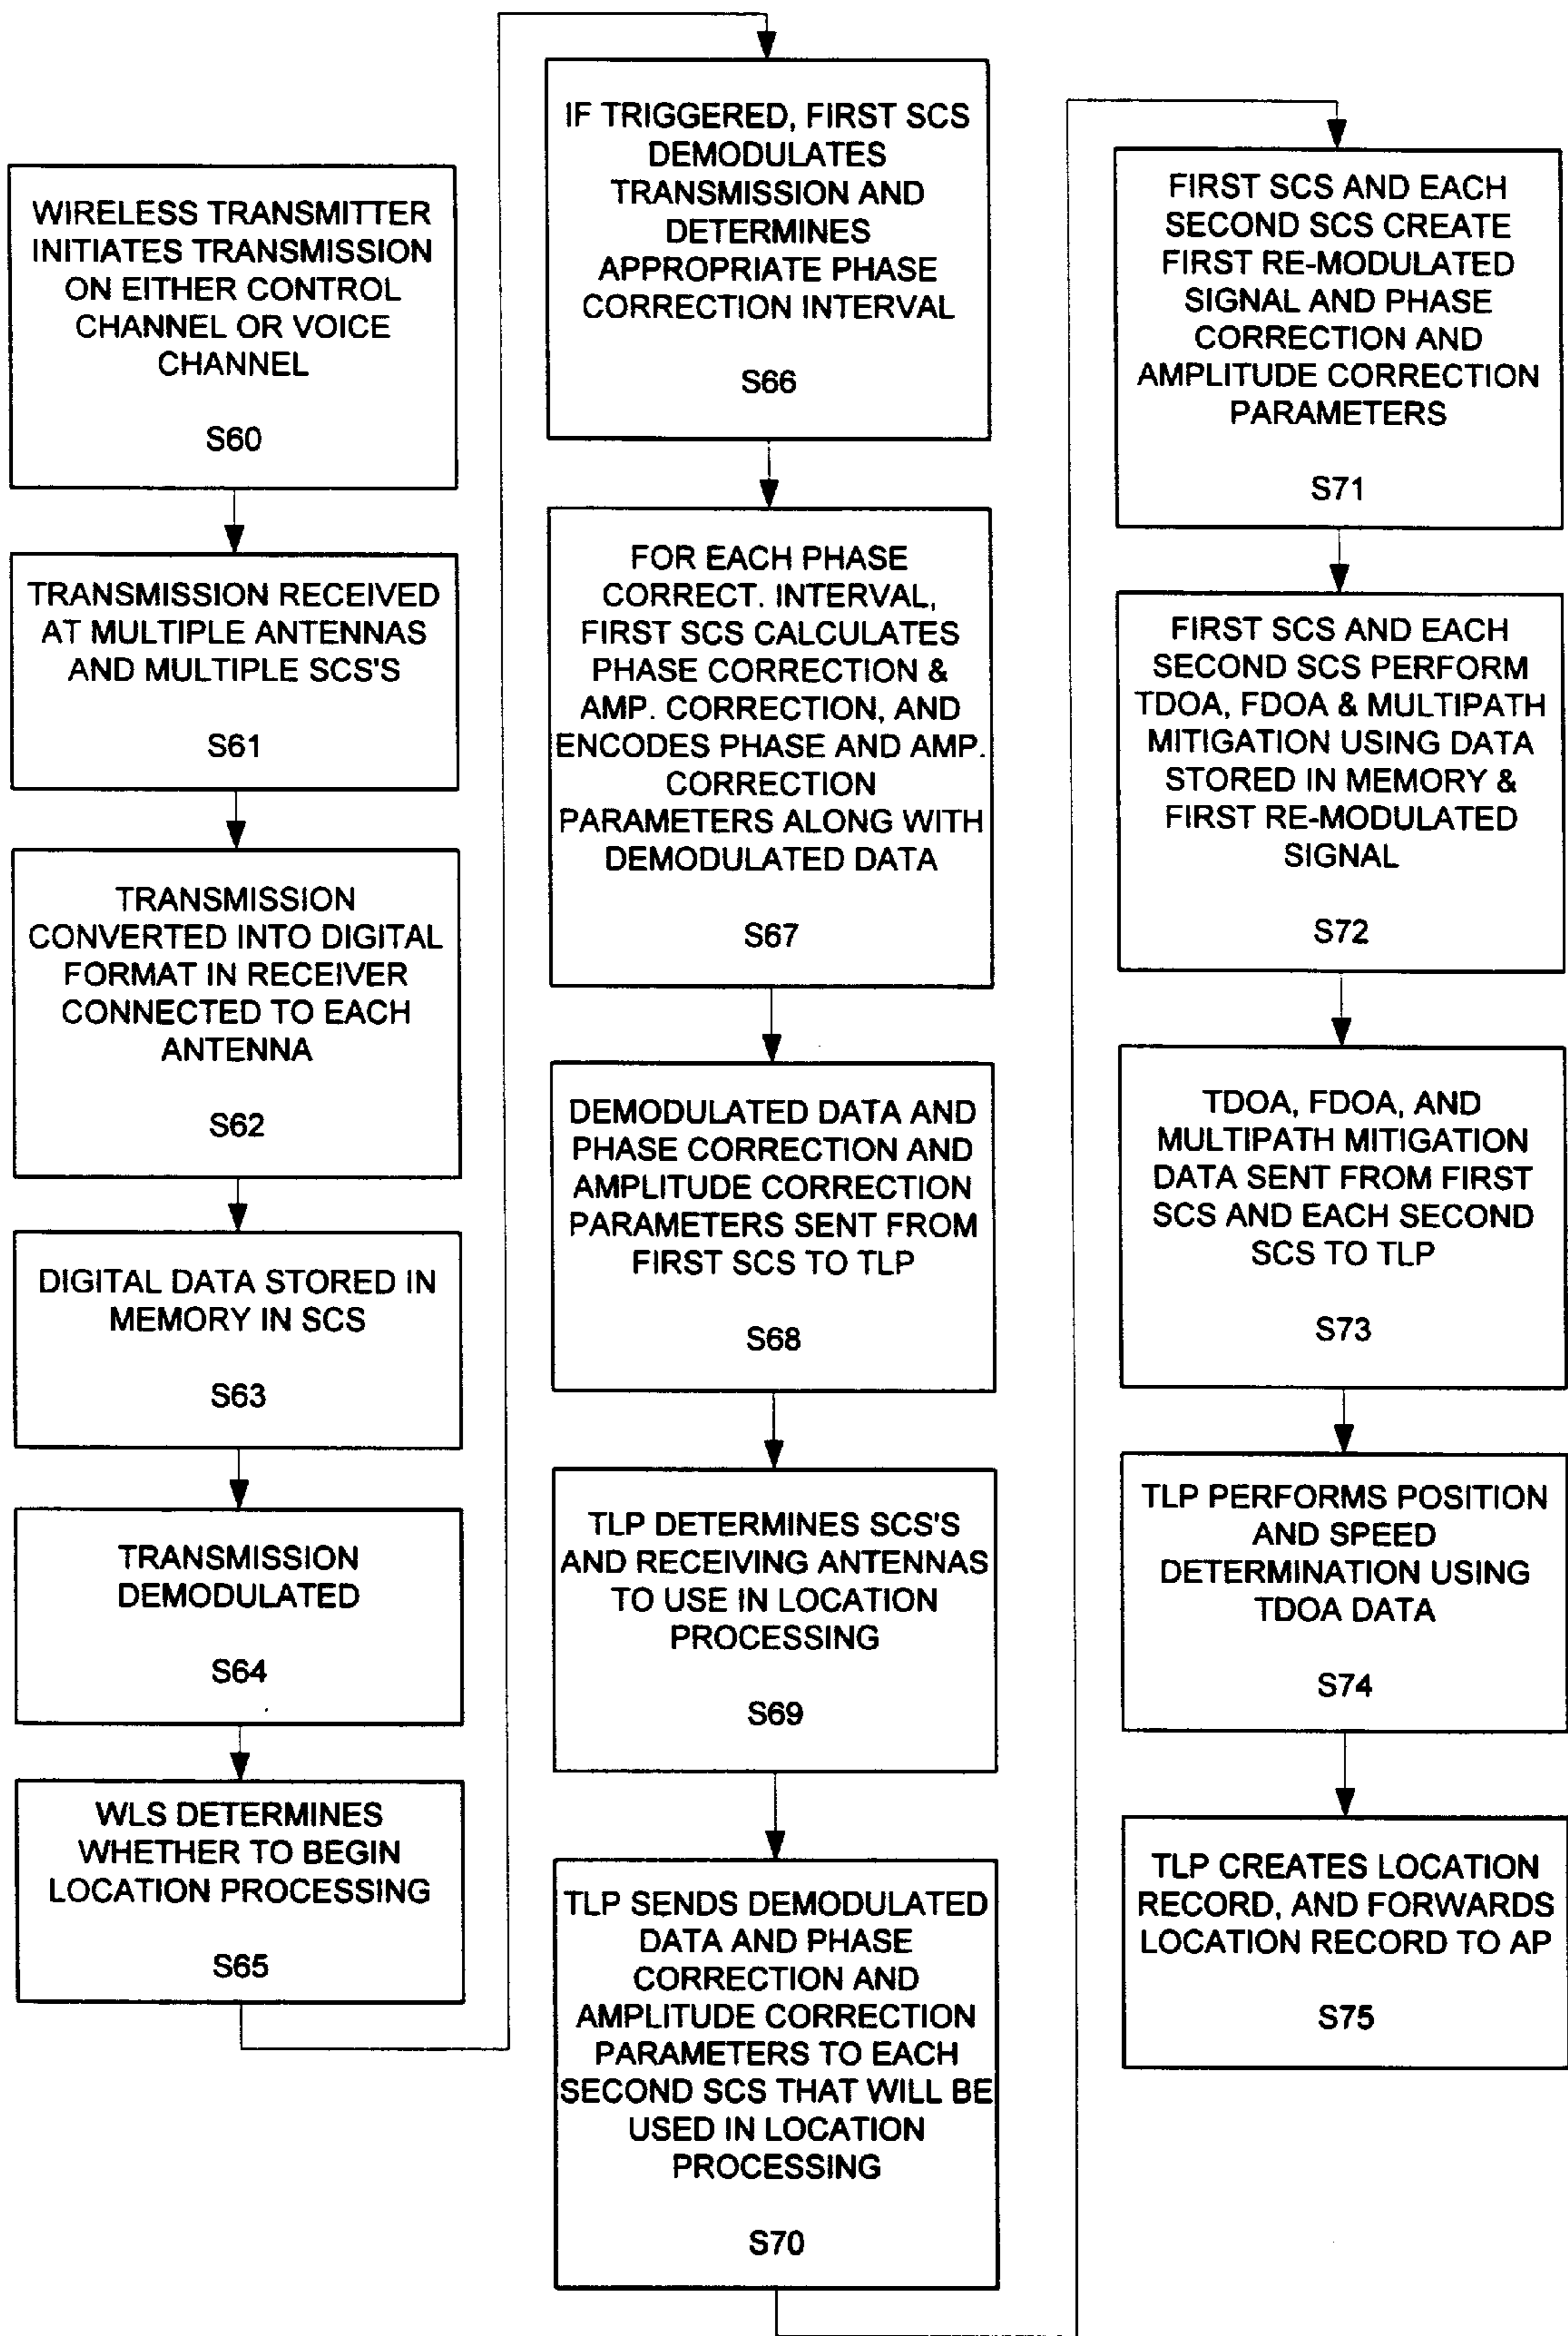 WIRELESS TRANSMITTER
INITIATES TRANSMISSION
ON EITHER CONTROL
CHANNEL OR VOICE
CHANNEL
S60
TRANSMISSION RECEIVED
AT MULTIPLE ANTENNAS
AND MULTIPLE SCS'S
S61
TRANSMISSION
CONVERTED INTO DIGITAL
FORMAT IN RECEIVER
CONNECTED TO EACH
ANTENNA
S62
DIGITAL DATA STORED IN
MEMORY IN SCS
S63
TRANSMISSION
DEMODULATED
S64
WLS DETERMINES
WHETHER TO BEGIN
LOCATION PROCESSING
S65
IF TRIGGERED, FIRST SCS
DEMODULATES
TRANSMISSION AND
DETERMINES
APPROPRIATE PHASE
CORRECTION INTERVAL
S66
FOR EACH PHASE
CORRECT. INTERVAL,
FIRST SCS CALCULATES
PHASE CORRECTION &
AMP. CORRECTION, AND
ENCODES PHASE AND AMP.
CORRECTION
PARAMETERS ALONG WITH
DEMODULATED DATA
S67
DEMODULATED DATA AND
PHASE CORRECTION AND
AMPLITUDE CORRECTION
PARAMETERS SENT FROM
FIRST SCS TO TLP
S68
TLP DETERMINES SCS'S
AND RECEIVING ANTENNAS
TO USE IN LOCATION
PROCESSING
S69
TLP SENDS DEMODULATED
DATA AND PHASE
CORRECTION AND
AMPLITUDE CORRECTION
PARAMETERS TO EACH
SECOND SCS THAT WILL BE
USED IN LOCATION
PROCESSING
S70
FIRST SCS AND EACH
SECOND SCS CREATE
FIRST RE-MODULATED
SIGNAL AND PHASE
CORRECTION AND
AMPLITUDE CORRECTION
PARAMETERS
S71
FIRST SCS AND EACH
SECOND SCS PERFORM
TDOA, FDOA & MULTIPATH
MITIGATION USING DATA
STORED IN MEMORY &
FIRST RE-MODULATED
SIGNAL
S72
TDOA, FDOA, AND
MULTIPATH MITIGATION
DATA SENT FROM FIRST
SCS AND EACH SECOND
SCS TO TLP
S73
TLP PERFORMS POSITION
AND SPEED
DETERMINATION USING
TDOA DATA
S74
TLP CREATES LOCATION
RECORD, AND FORWARDS
LOCATION RECORD TO AP
S75